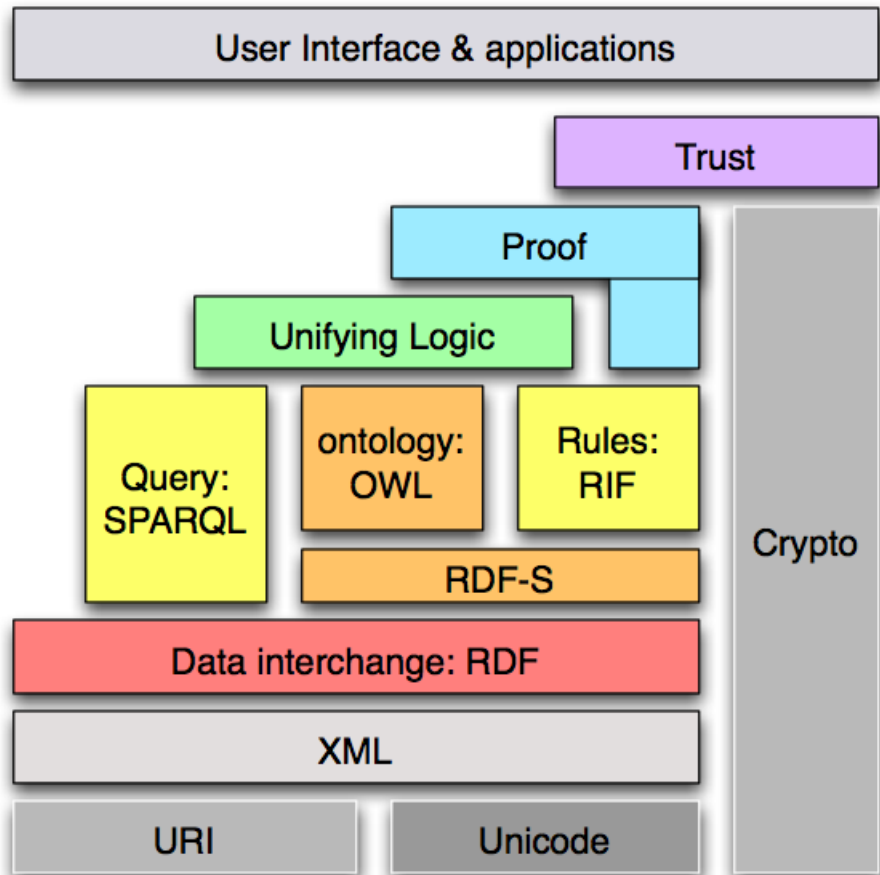 User Interface & applications
Trust
Proof
Unifying Logic
Query:
SPARQL
ontology:
OWL
Rules:
RIF
Crypto
RDF-S
Data interchange: RDF
XML
URI
Unicode